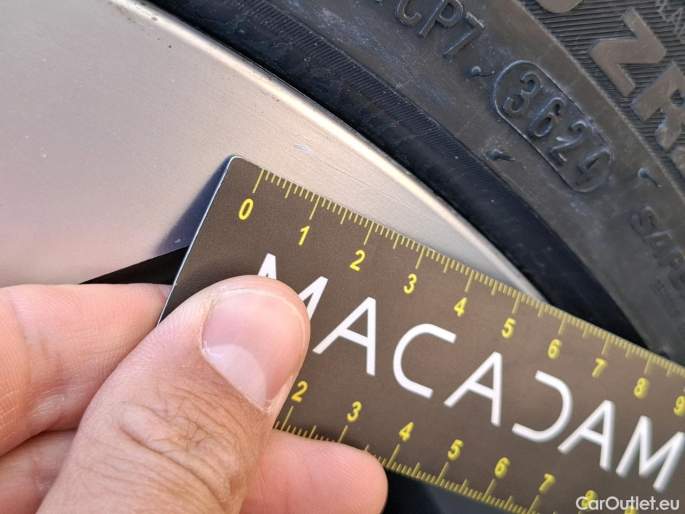 CP7
3624
ZR
SAFE
0 1 2 3 4 5 6 7 8 9
MACADAM
2 3 4 5 6 7 8
CarOutlet.eu